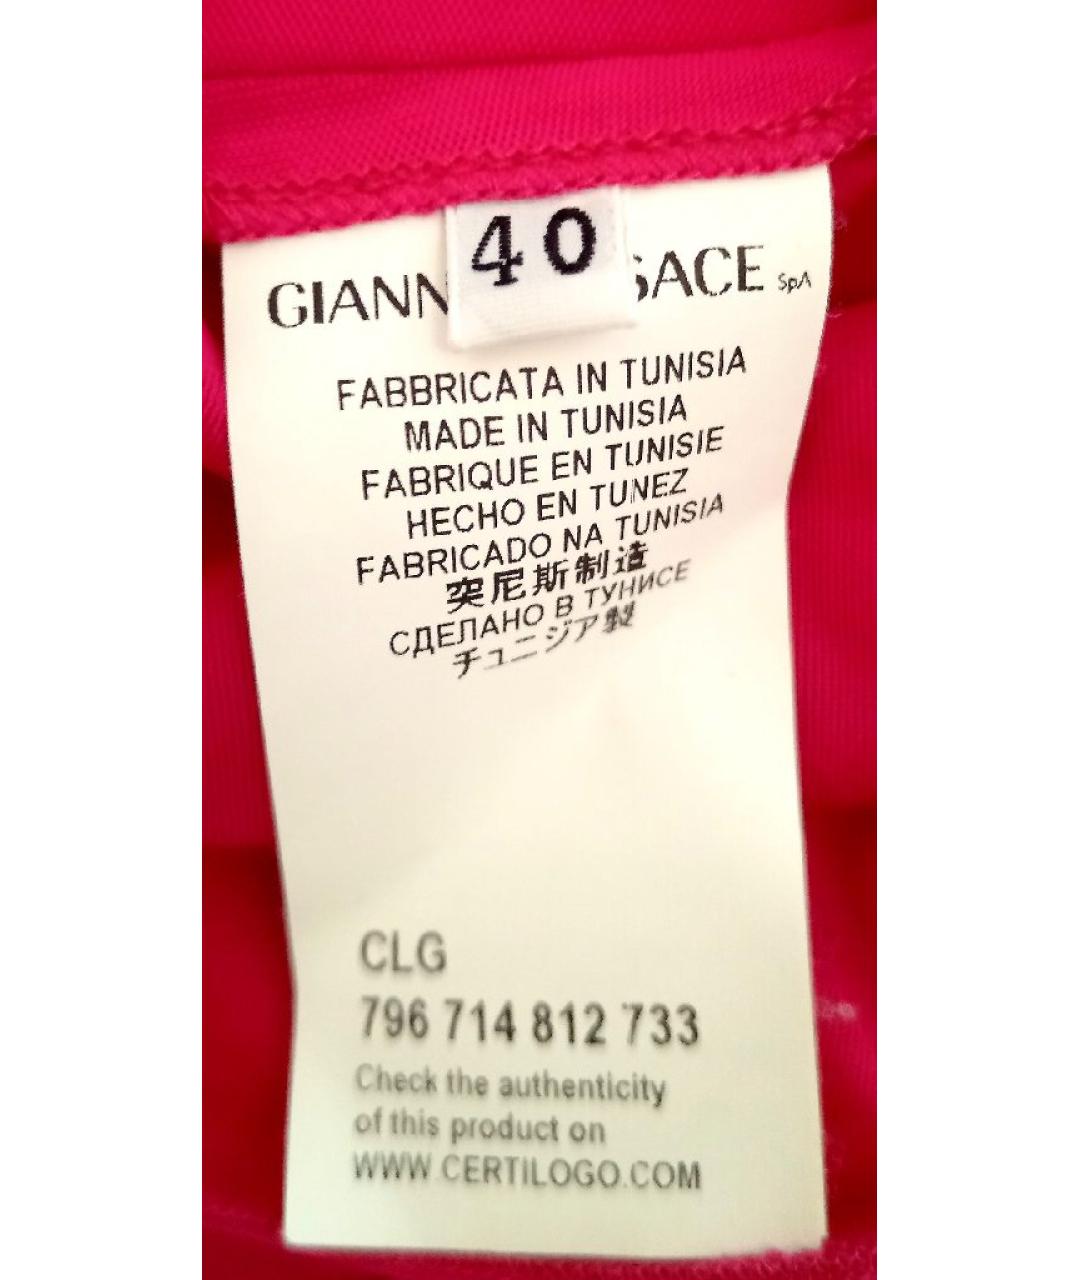 40
GIANN SACE SpA
FABBRICATA IN TUNISIA
MADE IN TUNISIA
FABRIQUE EN TUNISIE
HECHO EN TUNEZ
FABRICADO NA TUNISIA
突尼斯制造
СДЕЛАНО В ТУНИСЕ
チュニジア製
CLG
796 714 812 733
Check the authenticity
of this product on
WWW.CERTILOGO.COM